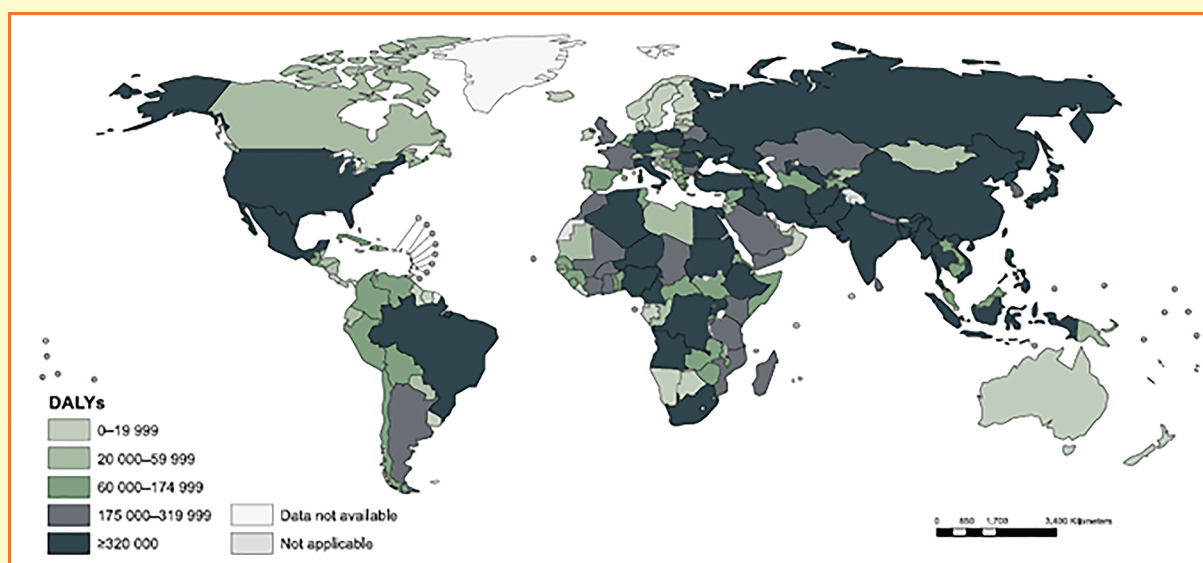 DALYs
0–19 999
20 000–59 999
60 000–174 999
175 000–319 999
≥320 000
Data not available
Not applicable
0 850 1,700 3,400 Kilometers